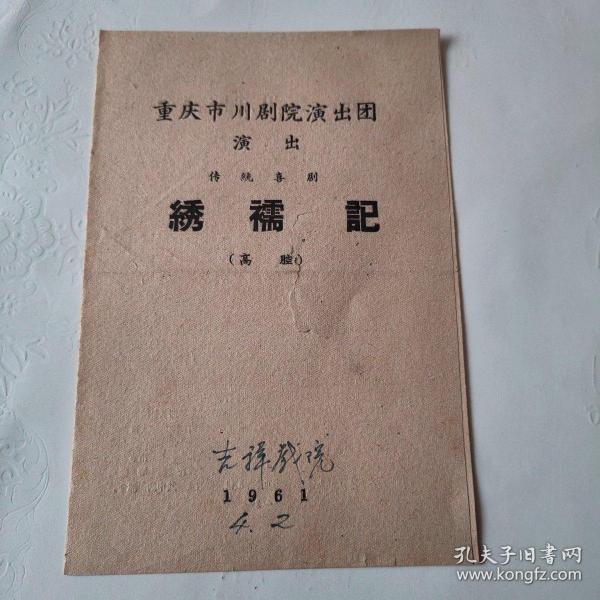 重庆市川剧院演出团
演出
传统喜剧
綉襦記
（高腔）
吉祥戏院
1961
4.2
孔夫子旧书网
www.kongfz.com